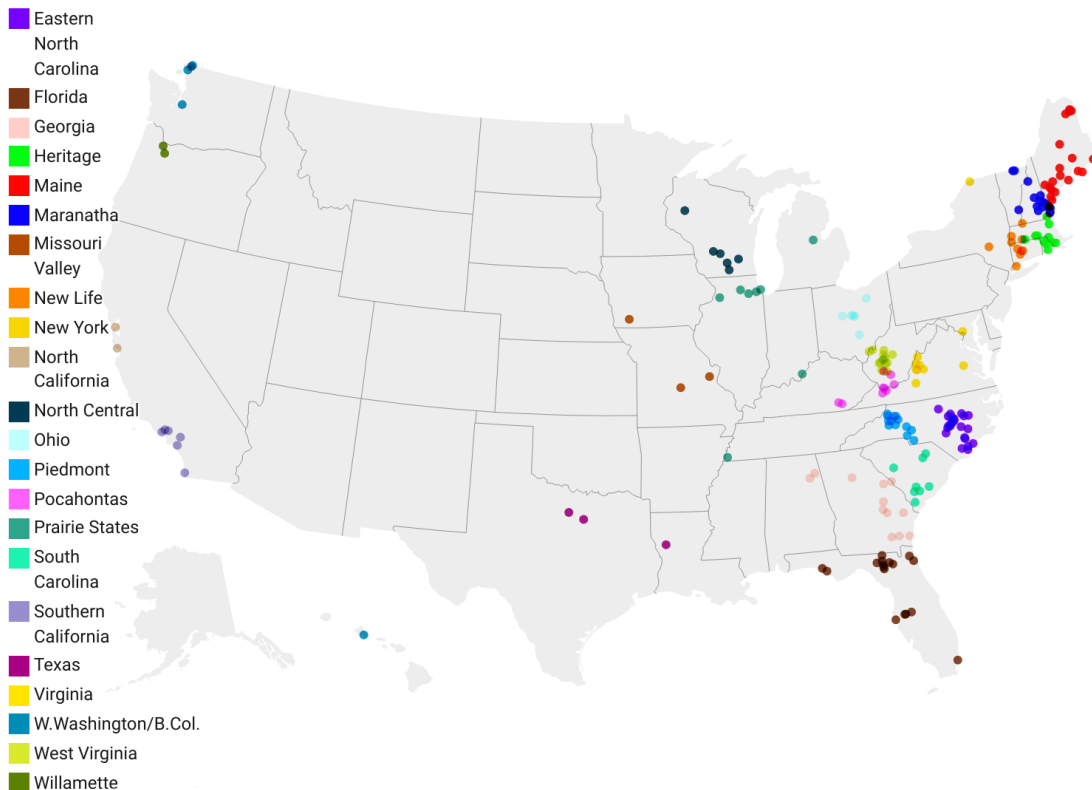 Eastern
North
Carolina
Florida
Georgia
Heritage
Maine
Maranatha
Missouri
Valley
New Life
New York
North
California
North Central
Ohio
Piedmont
Pocahontas
Prairie States
South
Carolina
Southern
California
Texas
Virginia
W.Washington/B.Col.
West Virginia
Willamette